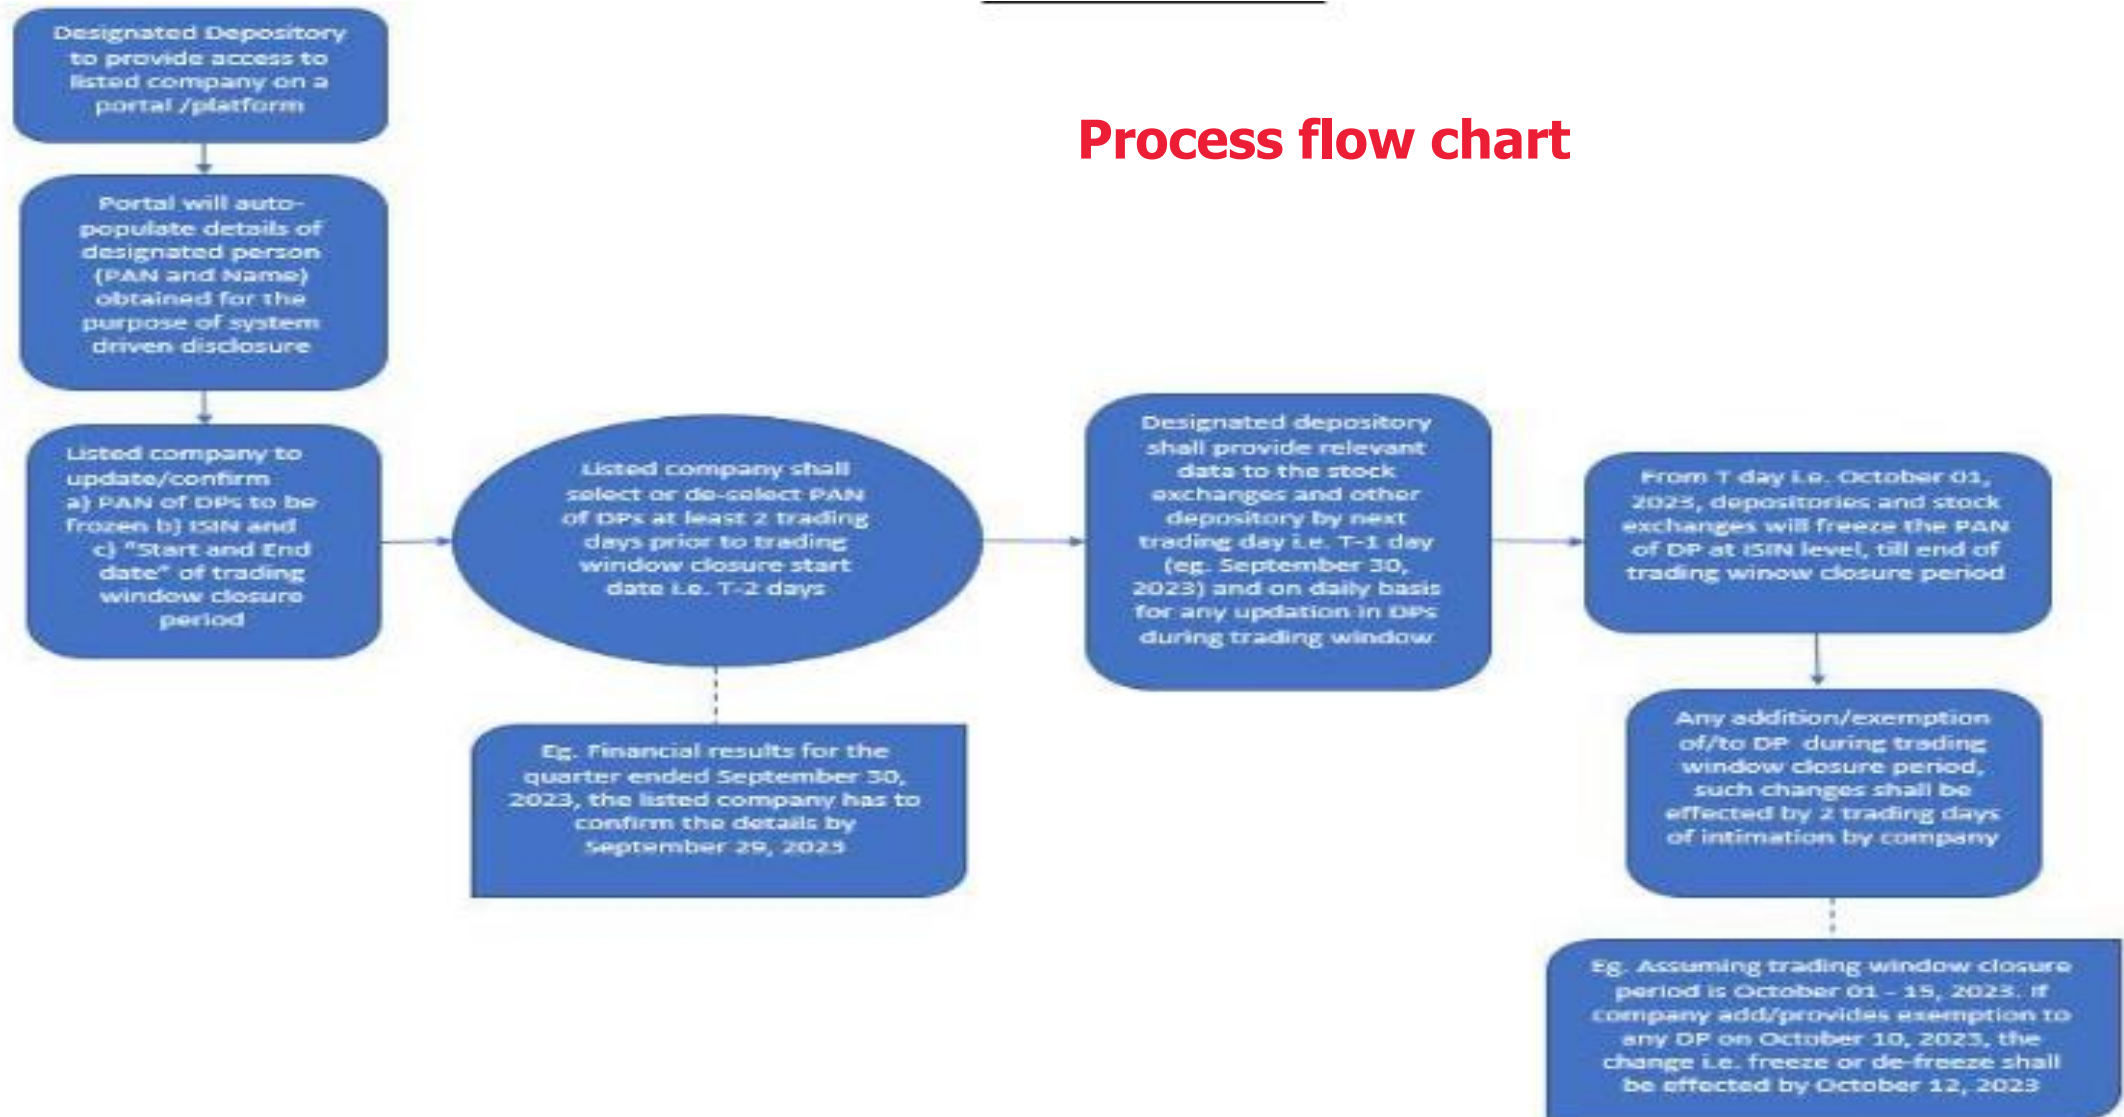 Designated Depository
to provide access to
listed company on a
portal /platform
Process flow chart
Portal will auto-
populate details of
designated person
(PAN and Name)
obtained for the
purpose of system
driven disclosure
Listed company to
update/confirm
a) PAN of DPs to be
frozen b) ISIN and
c) "Start and End
date" of trading
window closure
period
Listed company shall
select or de-select PAN
of DPs at least 2 trading
days prior to trading
window closure start
date i.e. T-2 days
Eg. Financial results for the
quarter ended September 30,
2023, the listed company has to
confirm the details by
September 29, 2023
Designated depository
shall provide relevant
data to the stock
exchanges and other
depository by next
trading day i.e. T-1 day
(eg. September 30,
2023) and on daily basis
for any updation in DPs
during trading window
From T day i.e. October 01,
2023, depositories and stock
exchanges will freeze the PAN
of DP at ISIN level, till end of
trading winow closure period
Any addition/exemption
of/to DP during trading
window closure period,
such changes shall be
effected by 2 trading days
of intimation by company
Eg. Assuming trading window closure
period is October 01 - 15, 2023. If
company add/provides exemption to
any DP on October 10, 2023, the
change i.e. freeze or de-freeze shall
be effected by October 12, 2023